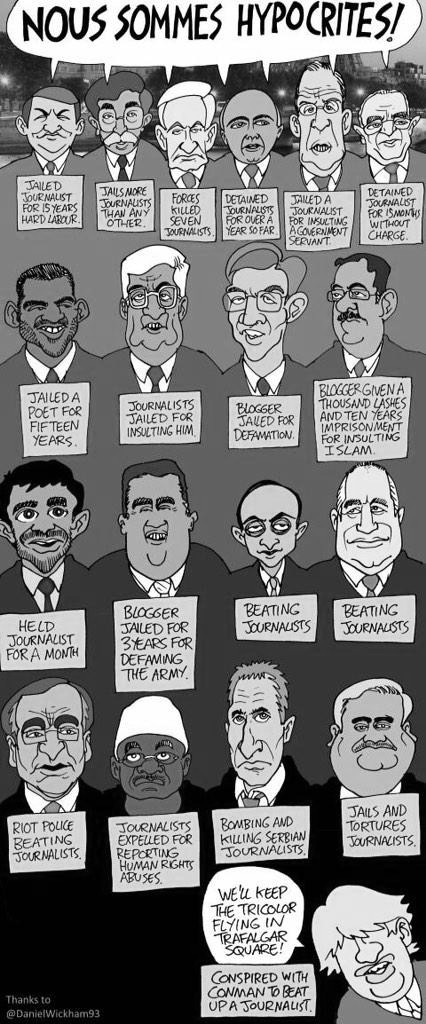 NOUS SOMMES HYPOCRITES!
JAILED
JOURNALIST
FOR 15 YEARS
HARD LABOUR.
JAILS MORE
JOURNALISTS
THAN ANY
OTHER.
FORCES
KILLED
SEVEN
JOURNALISTS.
DETAINED
JOURNALISTS
FOR OVER A
YEAR SO FAR.
JAILED A
JOURNALIST
FOR INSULTING
A GOVERNMENT
SERVANT.
DETAINED
JOURNALIST
FOR 13 MONTHS
WITHOUT
CHARGE.
JAILED A
POET FOR
FIFTEEN
YEARS.
JOURNALISTS
JAILED FOR
INSULTING HIM.
BLOGGER
JAILED FOR
DEFAMATION.
BLOGGER GIVEN A
THOUSAND LASHES
AND TEN YEARS
IMPRISONMENT
FOR INSULTING
ISLAM.
HELD
JOURNALIST
FOR A MONTH
BLOGGER
JAILED FOR
3 YEARS FOR
DEFAMING
THE ARMY.
BEATING
JOURNALISTS
BEATING
JOURNALISTS
RIOT POLICE
BEATING
JOURNALISTS.
JOURNALISTS
EXPELLED FOR
REPORTING
HUMAN RIGHTS
ABUSES.
BOMBING AND
KILLING SERBIAN
JOURNALISTS.
JAILS AND
TORTURES
JOURNALISTS.
WE'LL KEEP
THE TRICOLOR
FLYING IN
TRAFALGAR
SQUARE!
CONSPIRED WITH
CONMAN TO BEAT
UP A JOURNALIST.
Thanks to
@DanielWickham93